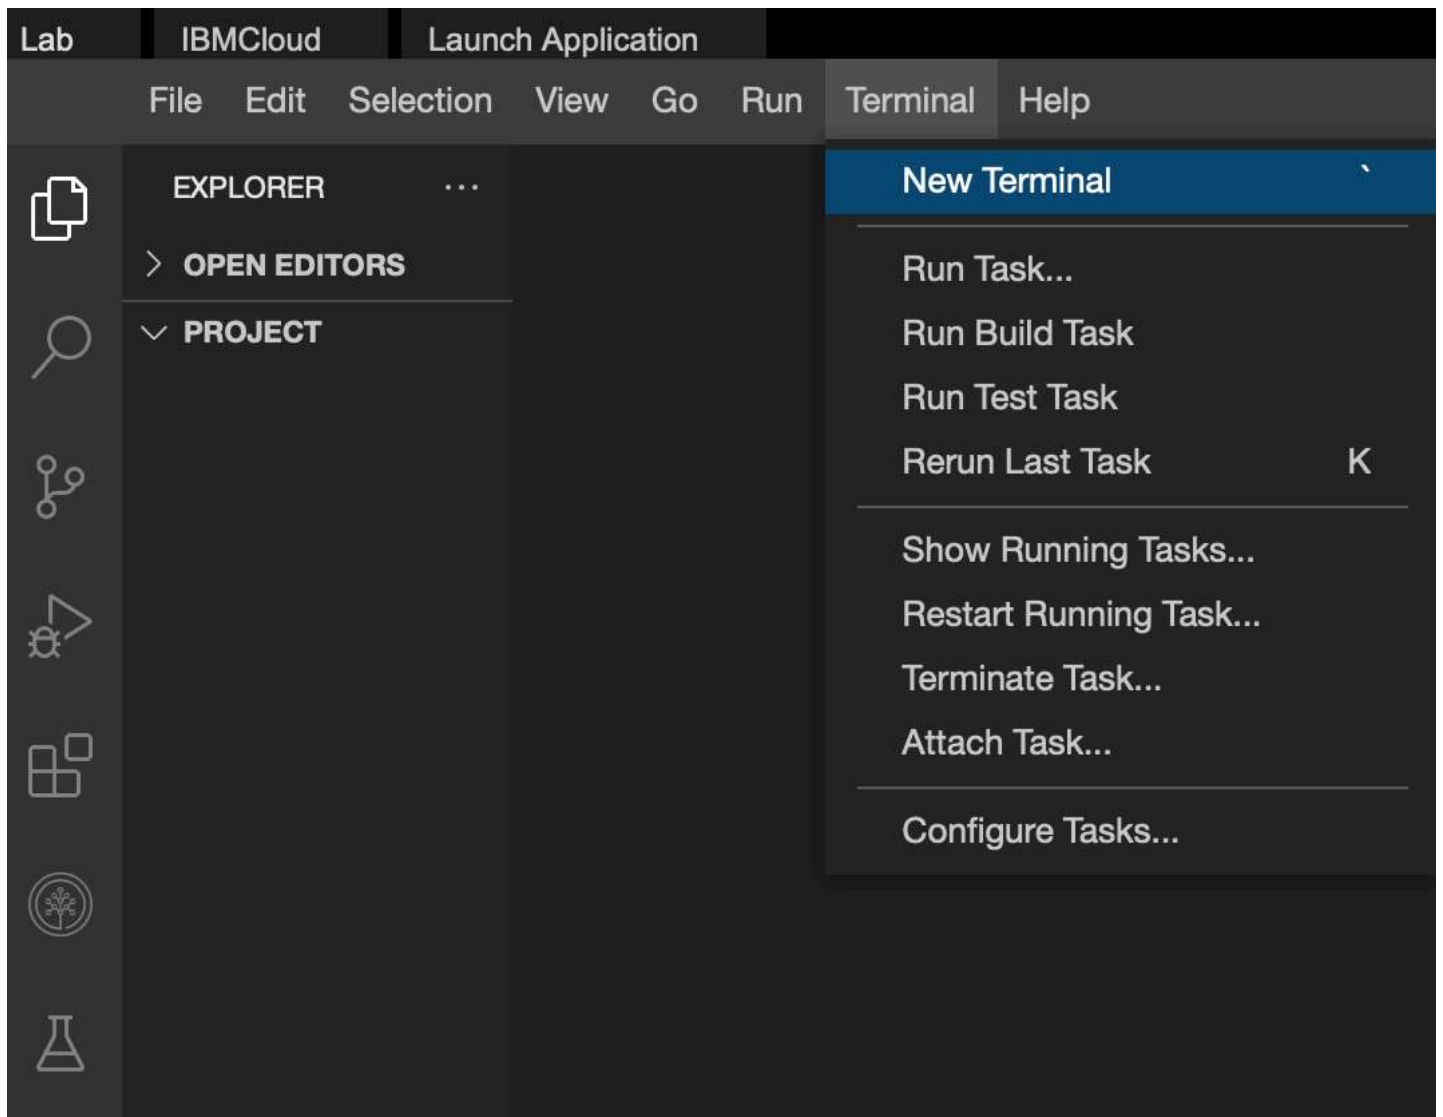 Lab IBMCloud Launch Application
File Edit Selection View Go Run Terminal Help
EXPLORER ...
OPEN EDITORS
PROJECT
New Terminal `
Run Task...
Run Build Task
Run Test Task
Rerun Last Task K
Show Running Tasks...
Restart Running Task...
Terminate Task...
Attach Task...
Configure Tasks...